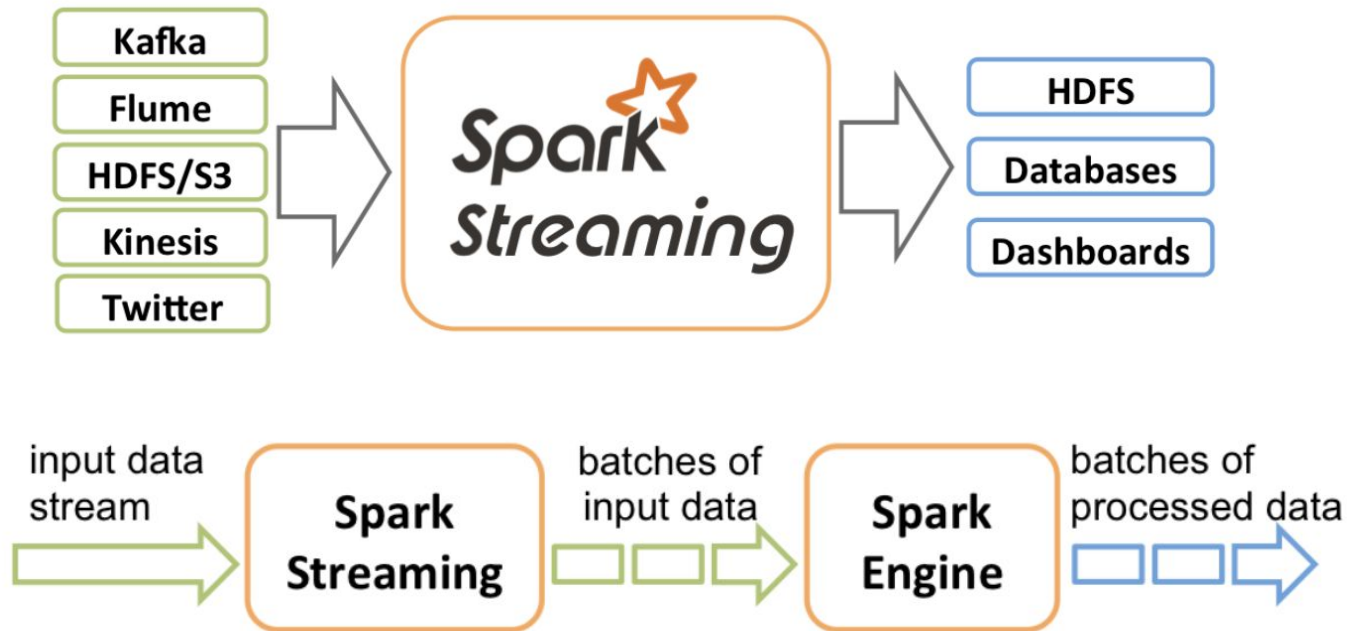 Kafka
Flume
HDFS/S3
Kinesis
Twitter
Spark
Streaming
HDFS
Databases
Dashboards
input data
stream
Spark
Streaming
batches of
input data
Spark
Engine
batches of
processed data